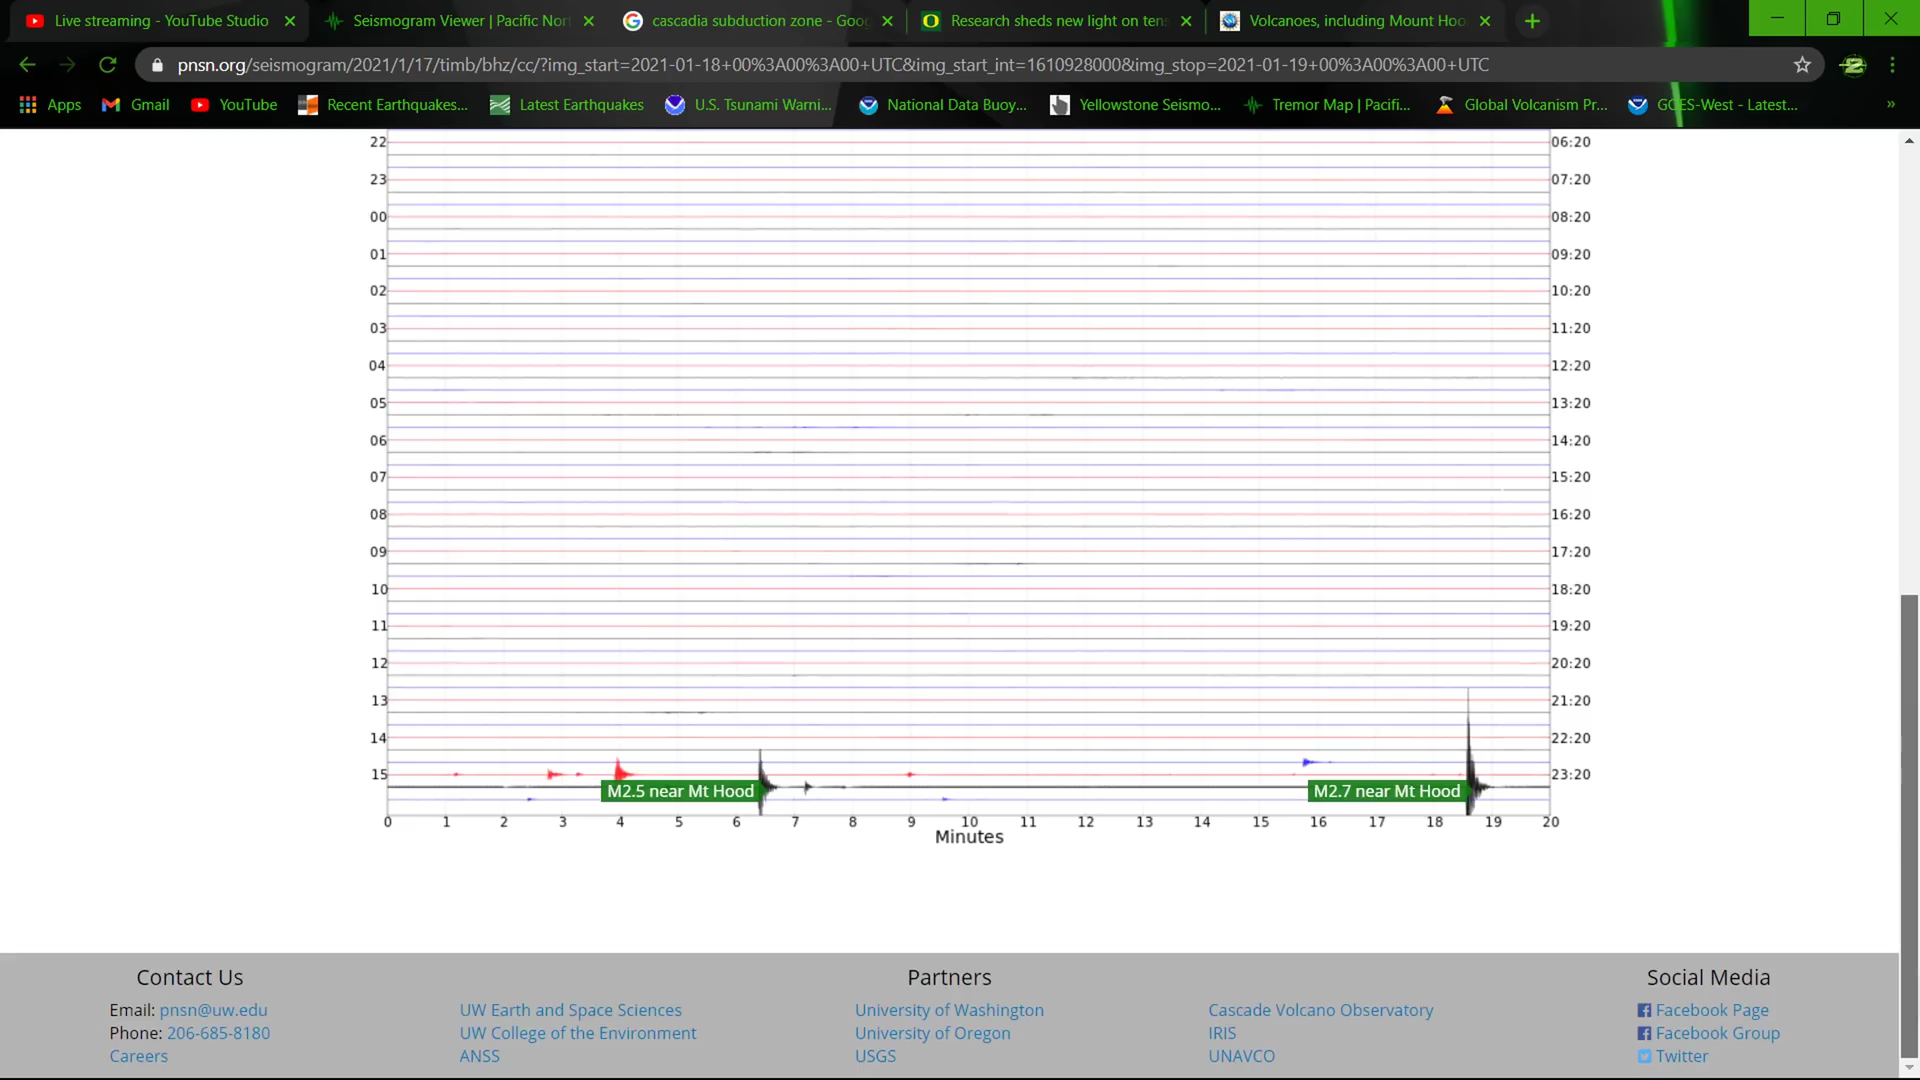 Live streaming - YouTube Studio
Seismogram Viewer | Pacific Nor
cascadia subduction zone - Goo
Research sheds new light on tens
Volcanoes, including Mount Hoo
pnsn.org/seismogram/2021/1/17/timb/bhz/cc/?img_start=2021-01-18+00%3A00%3A00+UTC&img_start_int=1610928000&img_stop=2021-01-19+00%3A00%3A00+UTC
Apps
Gmail
YouTube
Recent Earthquakes...
Latest Earthquakes
U.S. Tsunami Warni...
National Data Buoy...
Yellowstone Seismo...
Tremor Map | Pacifi...
Global Volcanism Pr...
GOES-West - Latest...
»
22 06:20
23 07:20
00 08:20
01 09:20
02 10:20
03 11:20
04 12:20
05 13:20
06 14:20
07 15:20
08 16:20
09 17:20
10 18:20
11 19:20
12 20:20
13 21:20
14 22:20
15 23:20
M2.5 near Mt Hood
M2.7 near Mt Hood
0 1 2 3 4 5 6 7 8 9 10 11 12 13 14 15 16 17 18 19 20
Minutes
Contact Us
Email: pnsn@uw.edu
Phone: 206-685-8180
Careers
UW Earth and Space Sciences
UW College of the Environment
ANSS
Partners
University of Washington
University of Oregon
USGS
Cascade Volcano Observatory
IRIS
UNAVCO
Social Media
Facebook Page
Facebook Group
Twitter